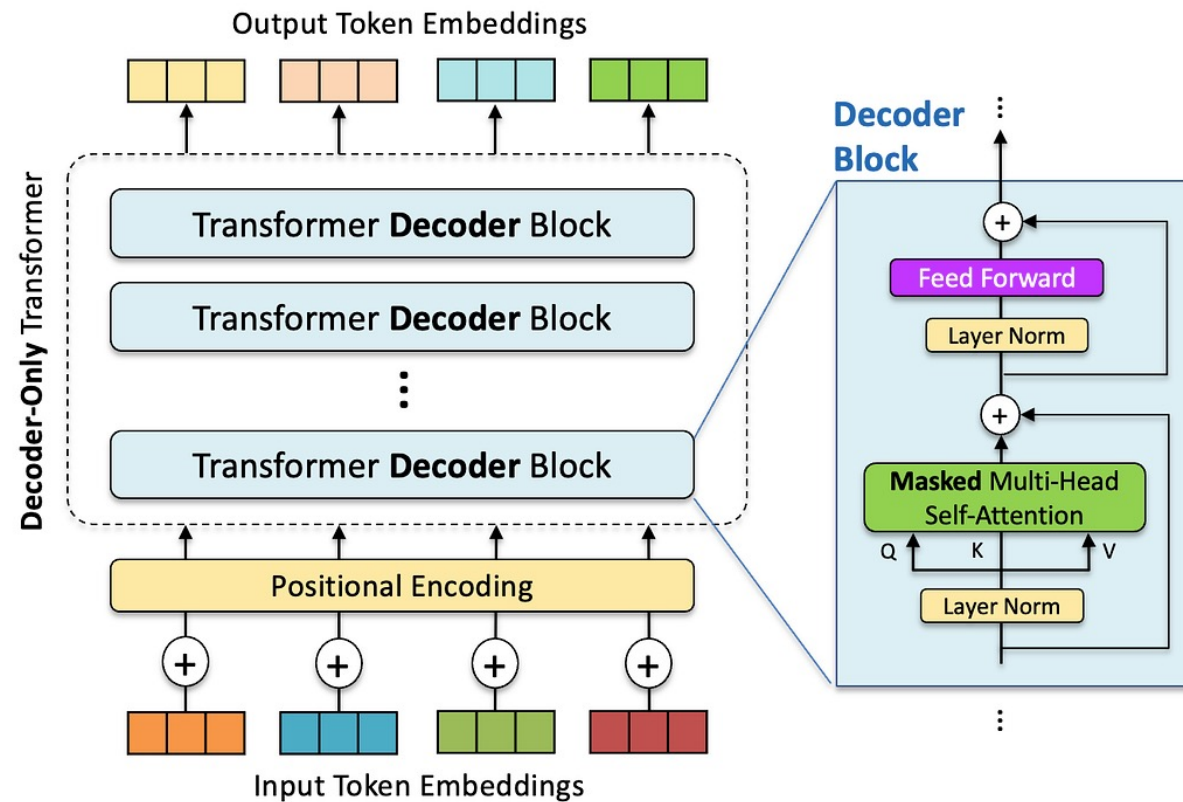 Output Token Embeddings
Decoder-Only Transformer
Transformer Decoder Block
Transformer Decoder Block
⋮
Transformer Decoder Block
Positional Encoding
+ + + +
Input Token Embeddings
Decoder
Block
⋮
+
Feed Forward
Layer Norm
+
Masked Multi-Head
Self-Attention
Q K V
Layer Norm
⋮